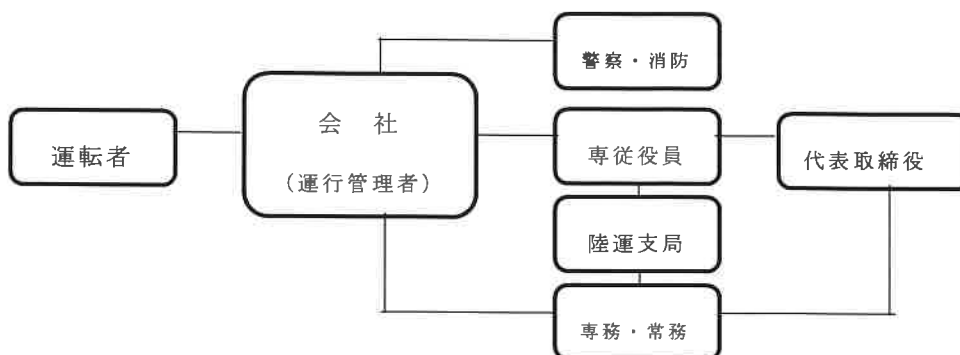 警察・消防
会 社
運転者
専従役員
代表取締役
(運行管理者)
陸運支局
専務・常務